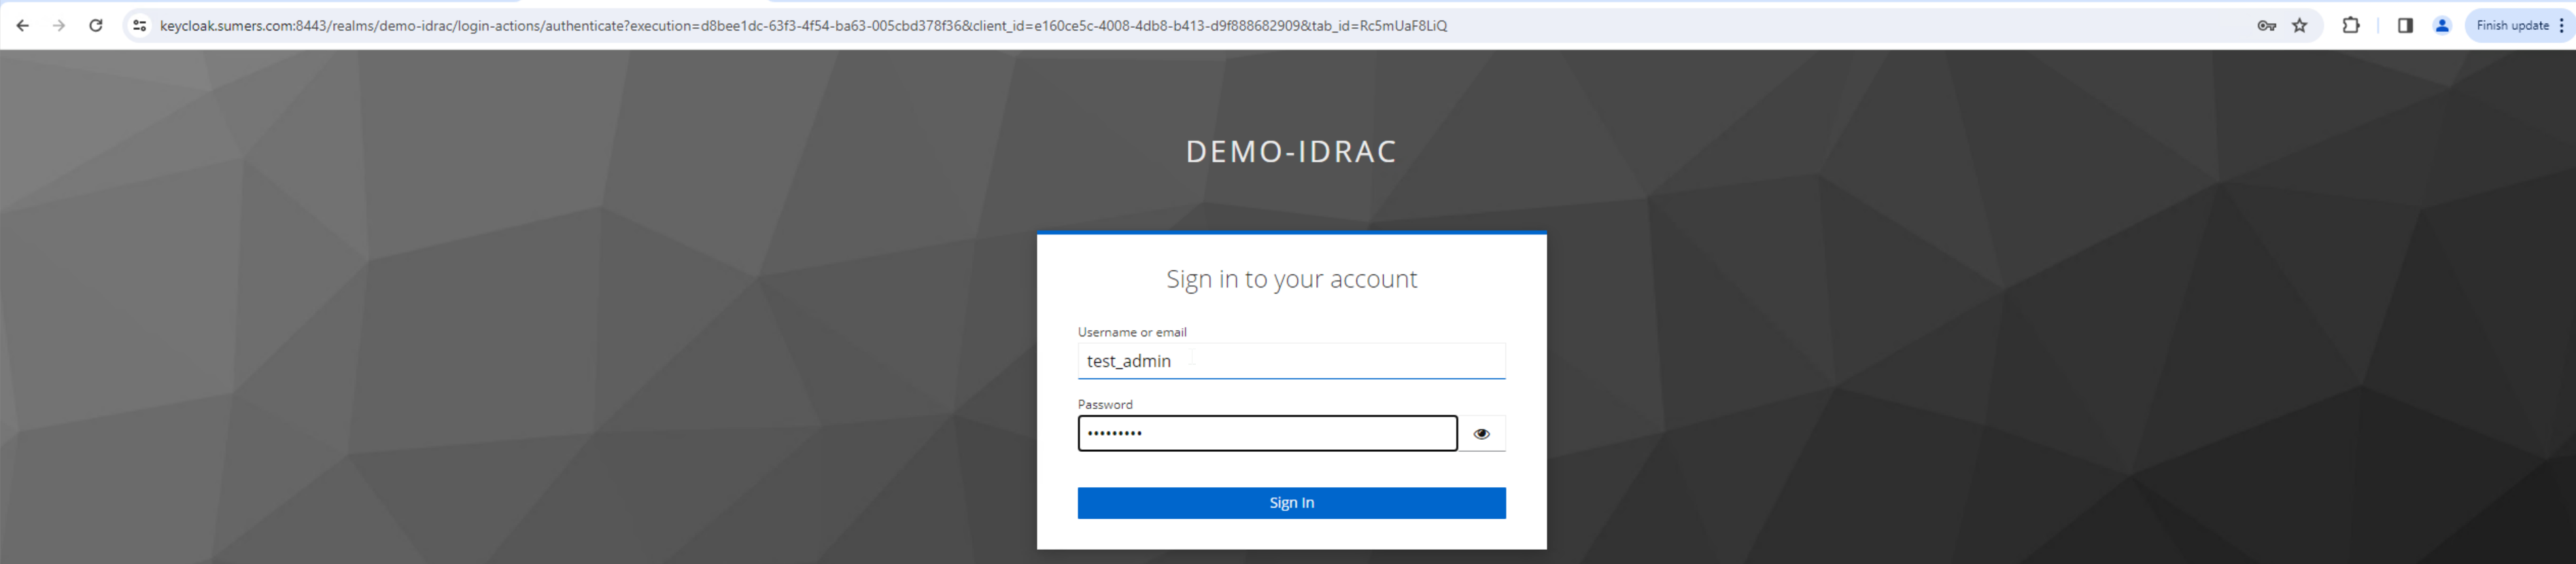 keycloak.sumers.com:8443/realms/demo-idrac/login-actions/authenticate?execution=d8bee1dc-63f3-4f54-ba63-005cbd378f36&client_id=e160ce5c-4008-4db8-b413-d9f888682909&tab_id=Rc5mUaF8LiQ
Finish update
DEMO-IDRAC
Sign in to your account
Username or email
test_admin
Password
•••••••••
Sign In